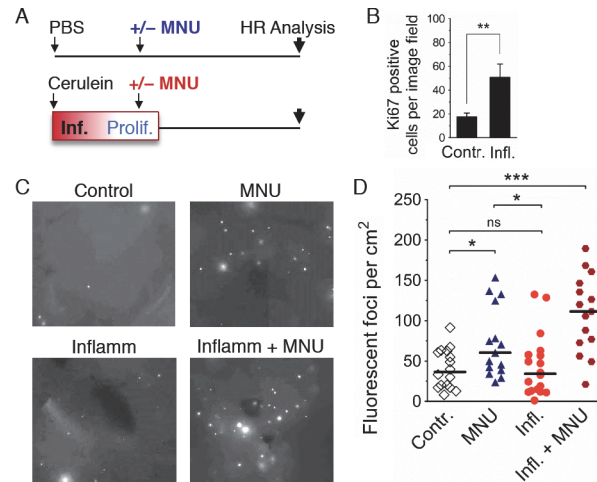 A
PBS
+/− MNU
HR Analysis
Cerulein
+/− MNU
Inf.
Prolif.
B
Ki67 positive
cells per image field
100
80
60
40
20
0
**
Contr.
Infl.
C
Control
MNU
Inflamm
Inflamm + MNU
D
Fluorescent foci per cm2
250
200
150
100
50
0
***
*
ns
*
Contr.
MNU
Infl.
Infl. + MNU